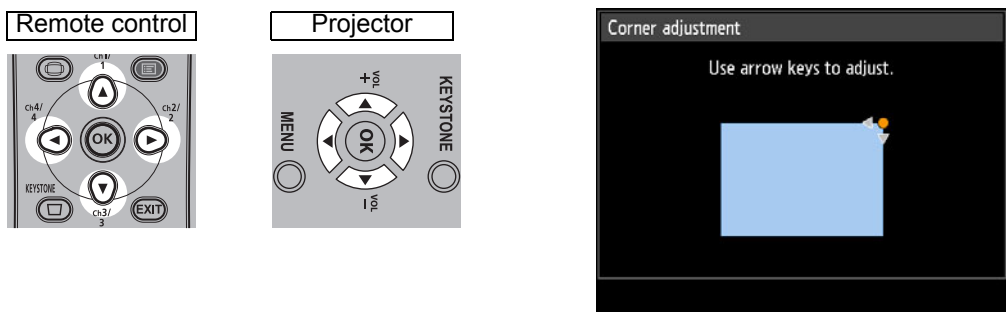 Remote control
Ch1/
1
Ch4/
4
Ch2/
2
OK
KEYSTONE
Ch3/
3
EXIT
Projector
+ VOL
KEYSTONE
MENU
OK
- VOL
Corner adjustment
Use arrow keys to adjust.